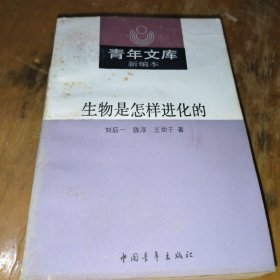 青年文库
新编本
生物是怎样进化的
刘后一 陈淳 王幼于 著
中国青年出版社